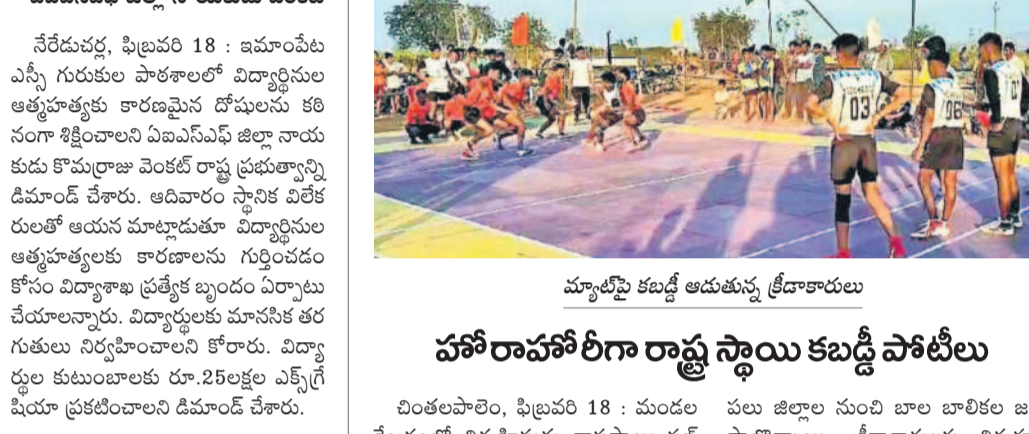 నేరేడుచర్ల, ఫిబ్రవరి 18 : ఇమాంపేట
ఎస్సీ గురుకుల పాఠశాలలో విద్యార్థినుల
ఆత్మహత్యకు కారణమైన దోషులను కఠి
నంగా శిక్షించాలని ఏఐఎస్ఎఫ్ జిల్లా నాయ
కుడు కొమర్రాజు వెంకట్ రాష్ట్ర ప్రభుత్వాన్ని
డిమాండ్ చేశారు. ఆదివారం స్థానిక విలేక
రులతో ఆయన మాట్లాడుతూ విద్యార్థినుల
ఆత్మహత్యలకు కారణాలను గుర్తించడం
కోసం విద్యాశాఖ ప్రత్యేక బృందం ఏర్పాటు
చేయాలన్నారు. విద్యార్థులకు మానసిక తర
గుతులు నిర్వహించాలని కోరారు. విద్యా
ర్థుల కుటుంబాలకు రూ.25లక్షల ఎక్స్‌గ్రే
షియా ప్రకటించాలని డిమాండ్ చేశారు.
03
06
మ్యాట్‌పై కబడ్డీ ఆడుతున్న క్రీడాకారులు
హోరాహోరీగా రాష్ట్ర స్థాయి కబడ్డీ పోటీలు
చింతలపాలెం, ఫిబ్రవరి 18 : మండల
పలు జిల్లాల నుంచి బాల బాలికల జ